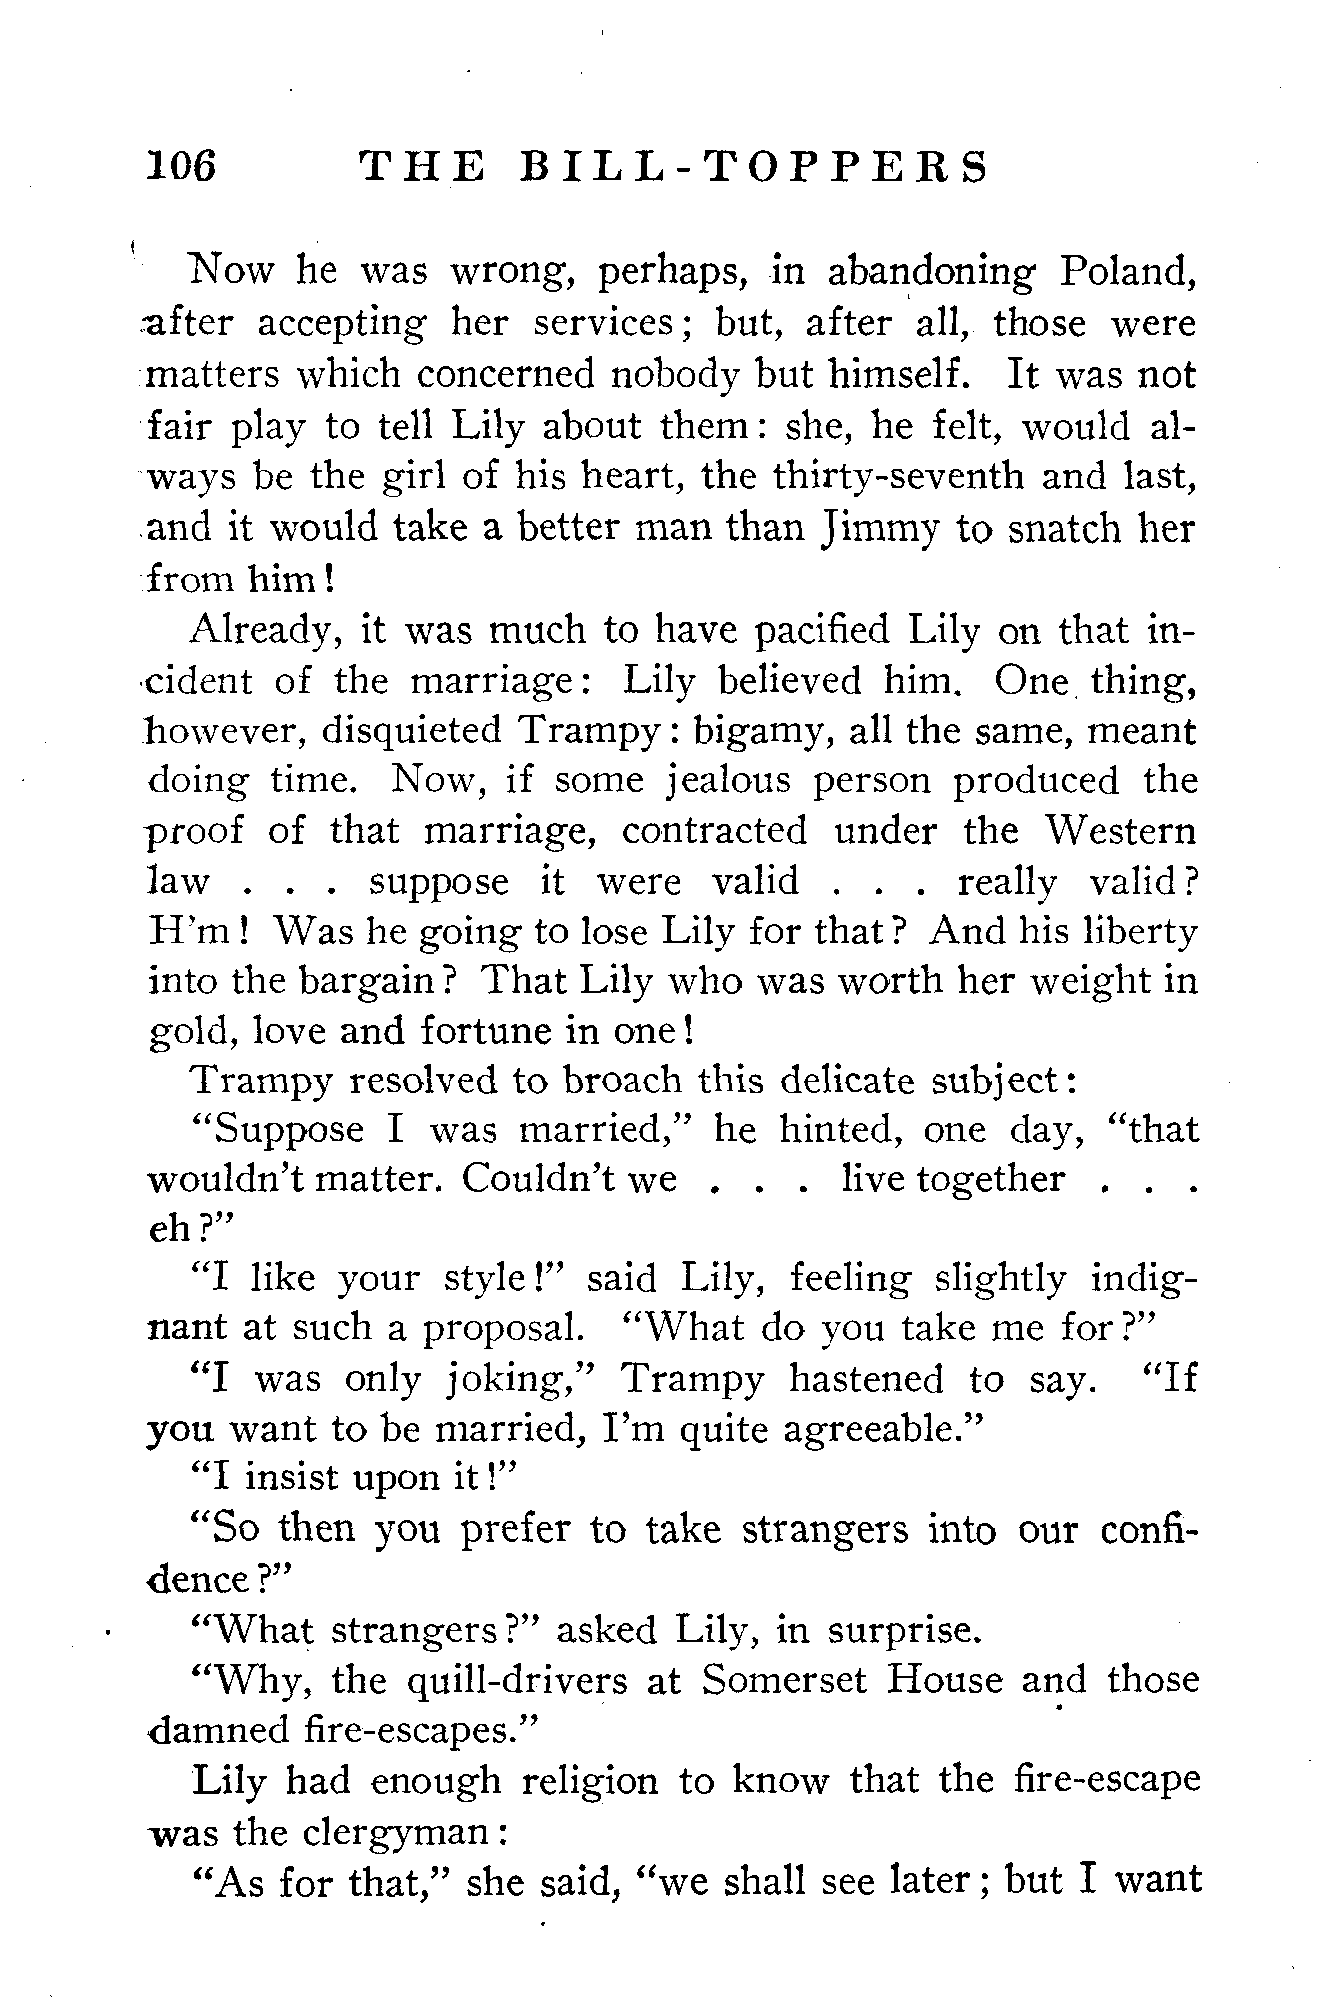 106 THE BILL-TOPPERS
Now he was wrong, perhaps, in abandoning Poland,
after accepting her services; but, after all, those were
matters which concerned nobody but himself. It was not
fair play to tell Lily about them: she, he felt, would al-
ways be the girl of his heart, the thirty-seventh and last,
and it would take a better man than Jimmy to snatch her
from him!
Already, it was much to have pacified Lily on that in-
cident of the marriage: Lily believed him. One thing,
however, disquieted Trampy: bigamy, all the same, meant
doing time. Now, if some jealous person produced the
proof of that marriage, contracted under the Western
law . . . suppose it were valid . . . really valid?
H'm! Was he going to lose Lily for that? And his liberty
into the bargain? That Lily who was worth her weight in
gold, love and fortune in one!
Trampy resolved to broach this delicate subject:
"Suppose I was married," he hinted, one day, "that
wouldn't matter. Couldn't we . . . live together . . .
eh?"
"I like your style!" said Lily, feeling slightly indig-
nant at such a proposal. "What do you take me for?"
"I was only joking," Trampy hastened to say. "If
you want to be married, I'm quite agreeable."
"I insist upon it!"
"So then you prefer to take strangers into our confi-
dence?"
"What strangers?" asked Lily, in surprise.
"Why, the quill-drivers at Somerset House and those
damned fire-escapes."
Lily had enough religion to know that the fire-escape
was the clergyman:
"As for that," she said, "we shall see later; but I want